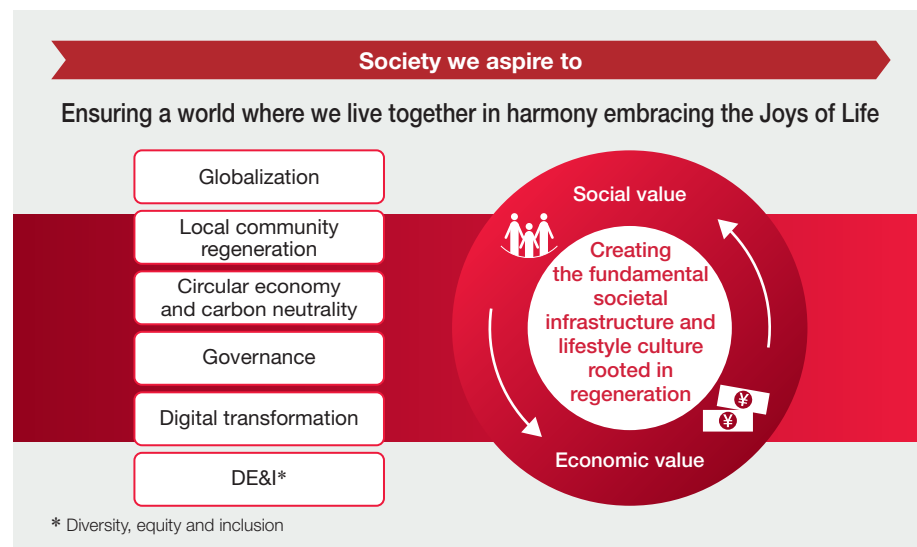 Society we aspire to
Ensuring a world where we live together in harmony embracing the Joys of Life
Globalization
Local community
regeneration
Circular economy
and carbon neutrality
Governance
Digital transformation
DE&I*
Social value
Creating
the fundamental
societal
infrastructure and
lifestyle culture
rooted in
regeneration
¥
¥
Economic value
* Diversity, equity and inclusion